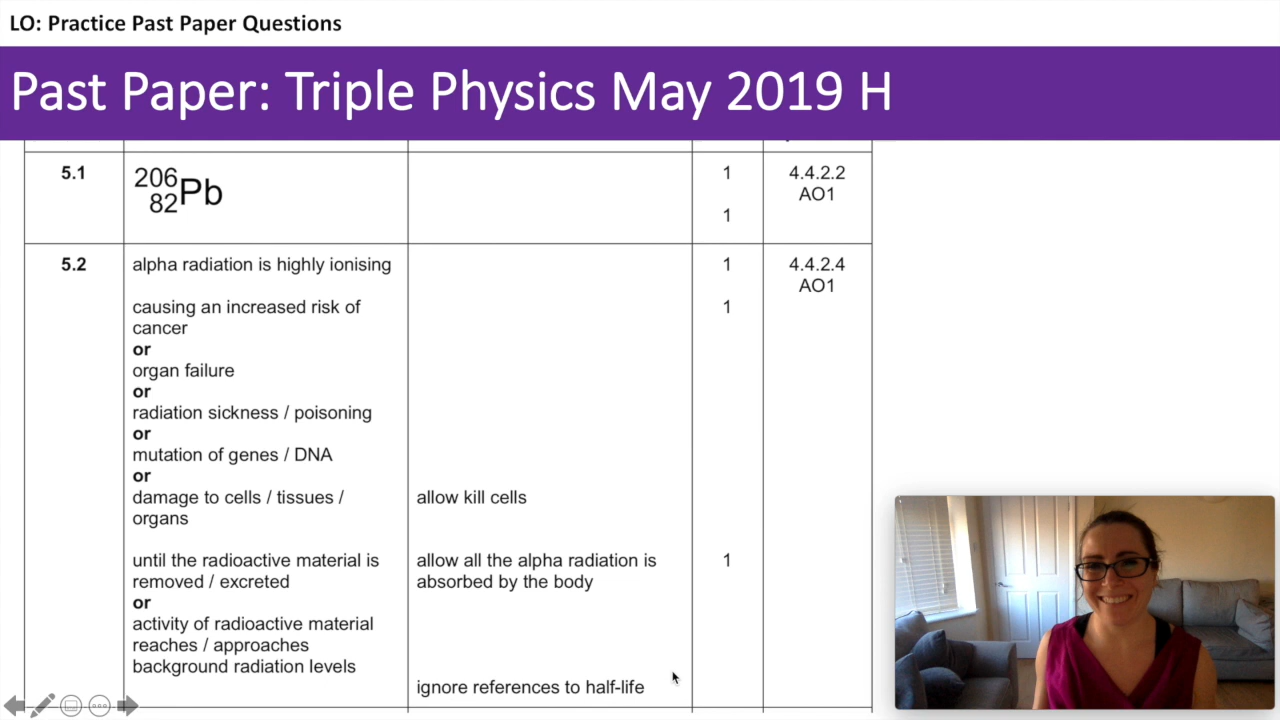 LO: Practice Past Paper Questions
Past Paper: Triple Physics May 2019 H
5.1
206
82
Pb
1
1
4.4.2.2
AO1
5.2
alpha radiation is highly ionising
causing an increased risk of
cancer
or
organ failure
or
radiation sickness / poisoning
or
mutation of genes / DNA
or
damage to cells / tissues /
organs
until the radioactive material is
removed / excreted
or
activity of radioactive material
reaches / approaches
background radiation levels
allow kill cells
allow all the alpha radiation is
absorbed by the body
ignore references to half-life
1
1
1
4.4.2.4
AO1